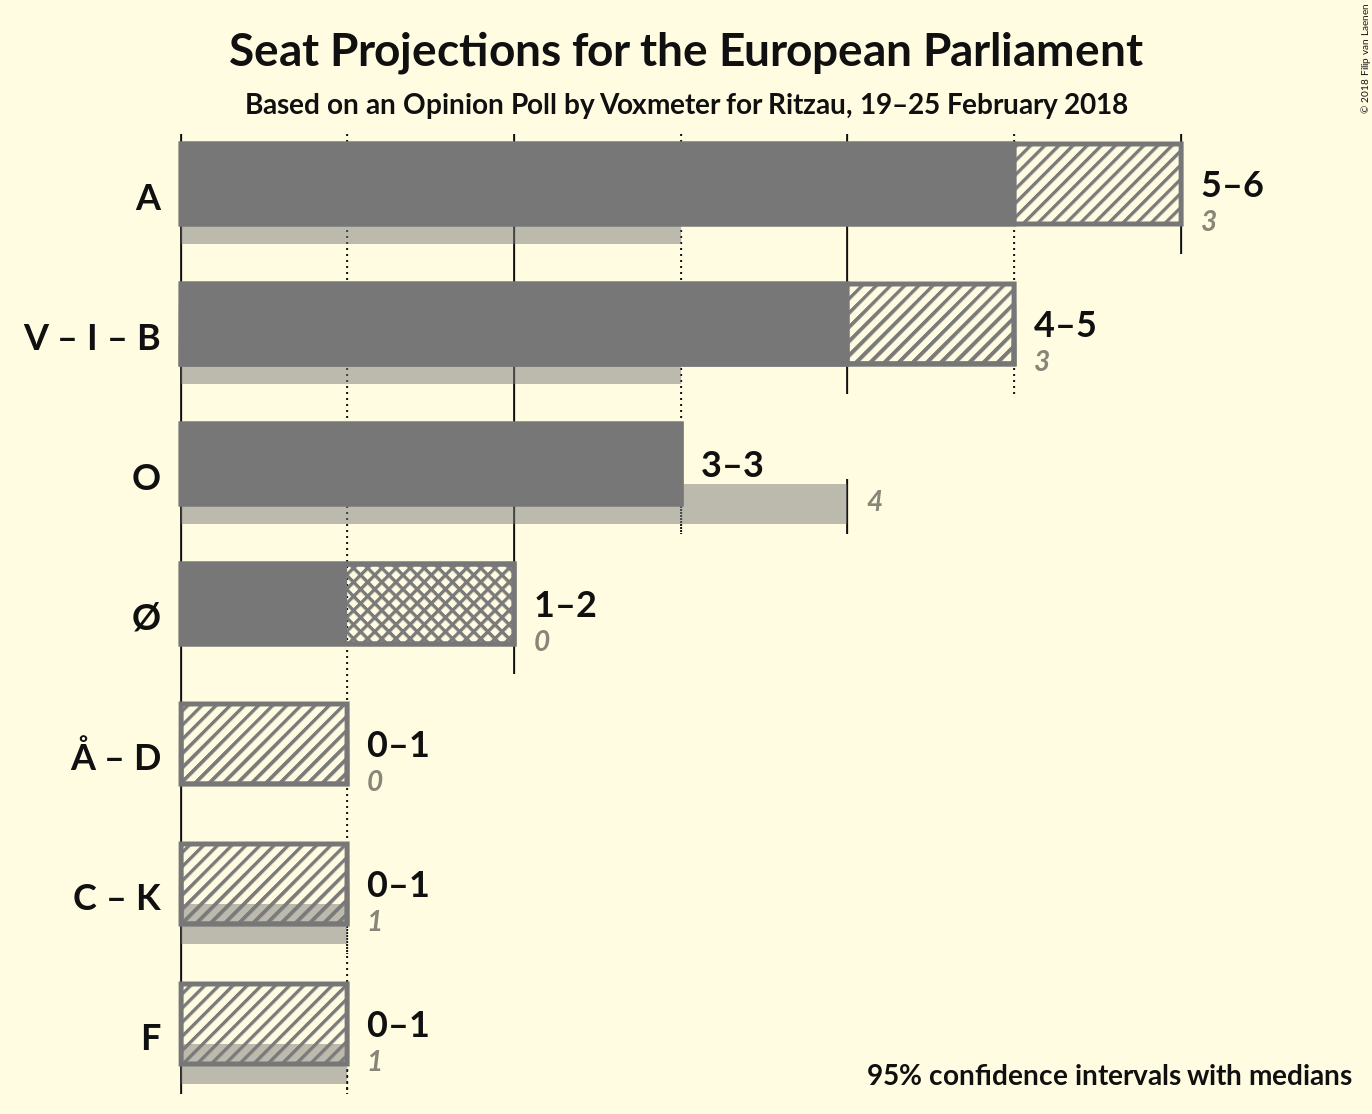 Seat Projections for the European Parliament
Based on an Opinion Poll by Voxmeter for Ritzau, 19–25 February 2018
© 2018 Filip van Laenen
A
5–6
3
V – I – B
4–5
3
O
3–3
4
Ø
1–2
0
Å – D
0–1
0
C – K
0–1
1
F
0–1
1
95% confidence intervals with medians